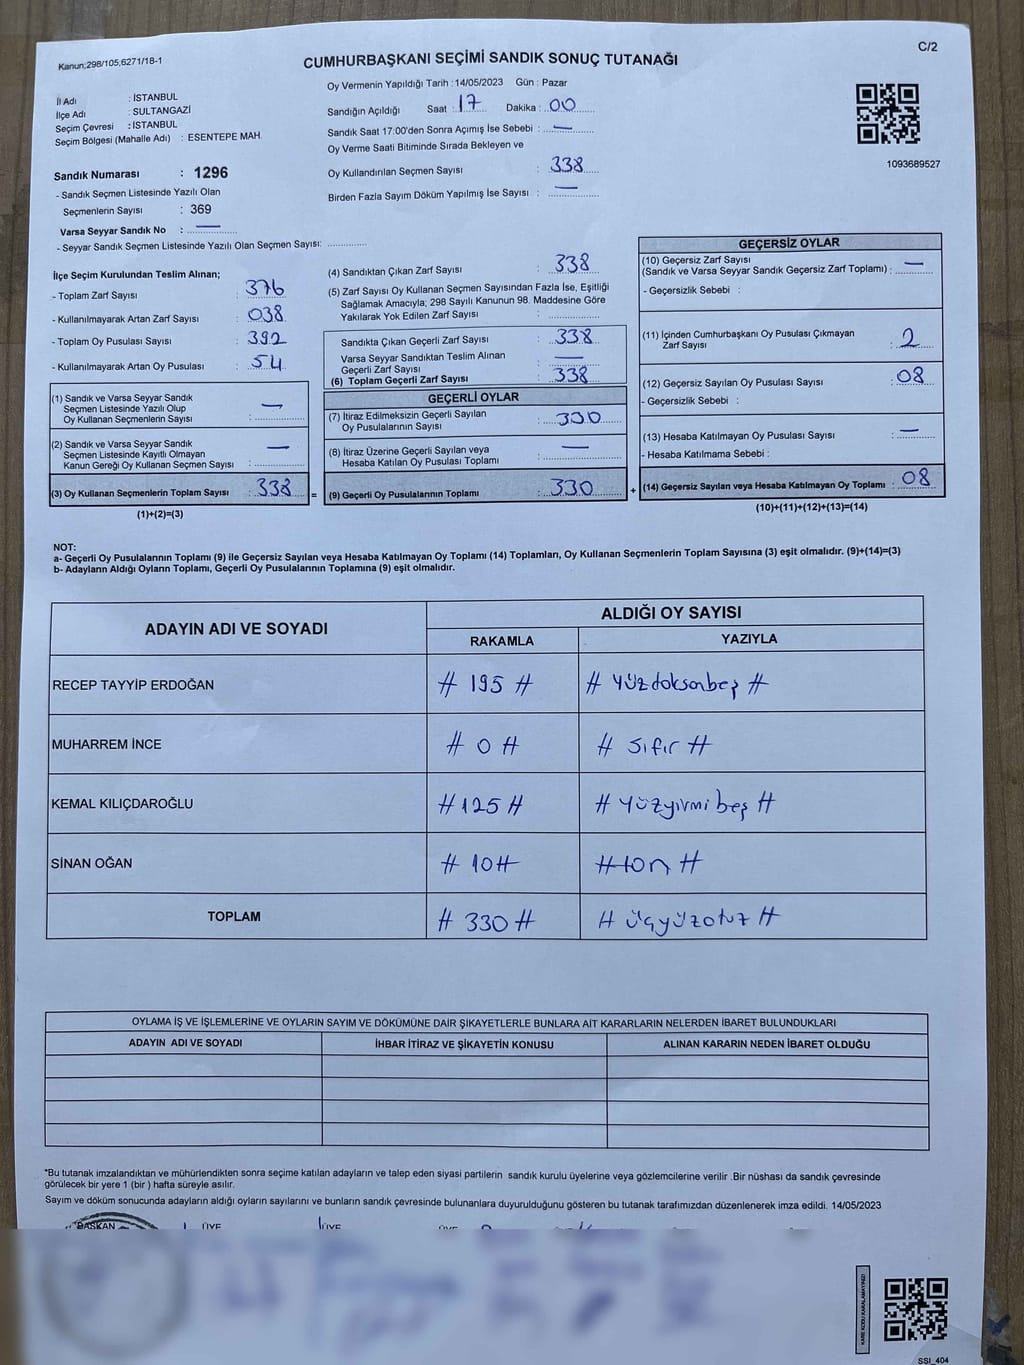 C/2
Kanun;298/105,6271/18-1
CUMHURBAŞKANI SEÇİMİ SANDIK SONUÇ TUTANAĞI
İl Adı : İSTANBUL
İlçe Adı : SULTANGAZİ
Seçim Çevresi : İSTANBUL
Seçim Bölgesi (Mahalle Adı) : ESENTEPE MAH.
Oy Vermenin Yapıldığı Tarih : 14/05/2023 Gün : Pazar
Sandığın Açıldığı Saat : 17 Dakika : 00
Sandık Saat 17:00'den Sonra Açımış İse Sebebi : —
Oy Verme Saati Bitiminde Sırada Bekleyen ve
Oy Kullandırılan Seçmen Sayısı : 338
Birden Fazla Sayım Döküm Yapılmış İse Sayısı : —
1093689527
Sandık Numarası : 1296
- Sandık Seçmen Listesinde Yazılı Olan
Seçmenlerin Sayısı : 369
Varsa Seyyar Sandık No : —
- Seyyar Sandık Seçmen Listesinde Yazılı Olan Seçmen Sayısı: ............
İlçe Seçim Kurulundan Teslim Alınan;
- Toplam Zarf Sayısı : 376
- Kullanılmayarak Artan Zarf Sayısı : 038
- Toplam Oy Pusulası Sayısı : 392
- Kullanılmayarak Artan Oy Pusulası : 54
(1) Sandık ve Varsa Seyyar Sandık
Seçmen Listesinde Yazılı Olup
Oy Kullanan Seçmenlerin Sayısı : —
(2) Sandık ve Varsa Seyyar Sandık
Seçmen Listesinde Kayıtlı Olmayan
Kanun Gereği Oy Kullanan Seçmen Sayısı : —
(3) Oy Kullanan Seçmenlerin Toplam Sayısı : 338 =
(1)+(2)=(3)
(4) Sandıktan Çıkan Zarf Sayısı : 338
(5) Zarf Sayısı Oy Kullanan Seçmen Sayısından Fazla İse, Eşitliği
Sağlamak Amacıyla; 298 Sayılı Kanunun 98. Maddesine Göre
Yakılarak Yok Edilen Zarf Sayısı : ............
Sandıkta Çıkan Geçerli Zarf Sayısı : 338
Varsa Seyyar Sandıktan Teslim Alınan
Geçerli Zarf Sayısı : —
(6) Toplam Geçerli Zarf Sayısı : 338
GEÇERLİ OYLAR
(7) İtiraz Edilmeksizin Geçerli Sayılan
Oy Pusulalarının Sayısı : 330
(8) İtiraz Üzerine Geçerli Sayılan veya
Hesaba Katılan Oy Pusulası Toplamı : —
(9) Geçerli Oy Pusulalarının Toplamı : 330 +
GEÇERSİZ OYLAR
(10) Geçersiz Zarf Sayısı
(Sandık ve Varsa Seyyar Sandık Geçersiz Zarf Toplamı) : —
- Geçersizlik Sebebi :
(11) İçinden Cumhurbaşkanı Oy Pusulası Çıkmayan
Zarf Sayısı : 2
(12) Geçersiz Sayılan Oy Pusulası Sayısı : 08
- Geçersizlik Sebebi :
(13) Hesaba Katılmayan Oy Pusulası Sayısı : —
- Hesaba Katılmama Sebebi :
(14) Geçersiz Sayılan veya Hesaba Katılmayan Oy Toplamı : 08
(10)+(11)+(12)+(13)=(14)
NOT:
a- Geçerli Oy Pusulalarının Toplamı (9) ile Geçersiz Sayılan veya Hesaba Katılmayan Oy Toplamı (14) Toplamları, Oy Kullanan Seçmenlerin Toplam Sayısına (3) eşit olmalıdır. (9)+(14)=(3)
b- Adayların Aldığı Oyların Toplamı, Geçerli Oy Pusulalarının Toplamına (9) eşit olmalıdır.
ADAYIN ADI VE SOYADI
ALDIĞI OY SAYISI
RAKAMLA YAZIYLA
RECEP TAYYİP ERDOĞAN # 195 # # Yüzdoksanbeş #
MUHARREM İNCE # 0 # # Sıfır #
KEMAL KILIÇDAROĞLU # 125 # # Yüzyirmi beş #
SİNAN OĞAN # 10 # # on #
TOPLAM # 330 # # üçyüzotuz #
OYLAMA İŞ VE İŞLEMLERİNE VE OYLARIN SAYIM VE DÖKÜMÜNE DAİR ŞİKAYETLERLE BUNLARA AİT KARARLARIN NELERDEN İBARET BULUNDUKLARI
ADAYIN ADI VE SOYADI İHBAR İTİRAZ VE ŞİKAYETİN KONUSU ALINAN KARARIN NEDEN İBARET OLDUĞU
*Bu tutanak imzalandıktan ve mühürlendikten sonra seçime katılan adayların ve talep eden siyasi partilerin sandık kurulu üyelerine veya gözlemcilerine verilir .Bir nüshası da sandık çevresinde
görülecek bir yere 1 (bir ) hafta süreyle asılır.
Sayım ve döküm sonucunda adayların aldığı oyların sayılarını ve bunların sandık çevresinde bulunanlara duyurulduğunu gösteren bu tutanak tarafımızdan düzenlenerek imza edildi. 14/05/2023
BAŞKAN ÜYE ÜYE ÜYE
KARE KODU KARALAMAYINIZ!
SSI_404